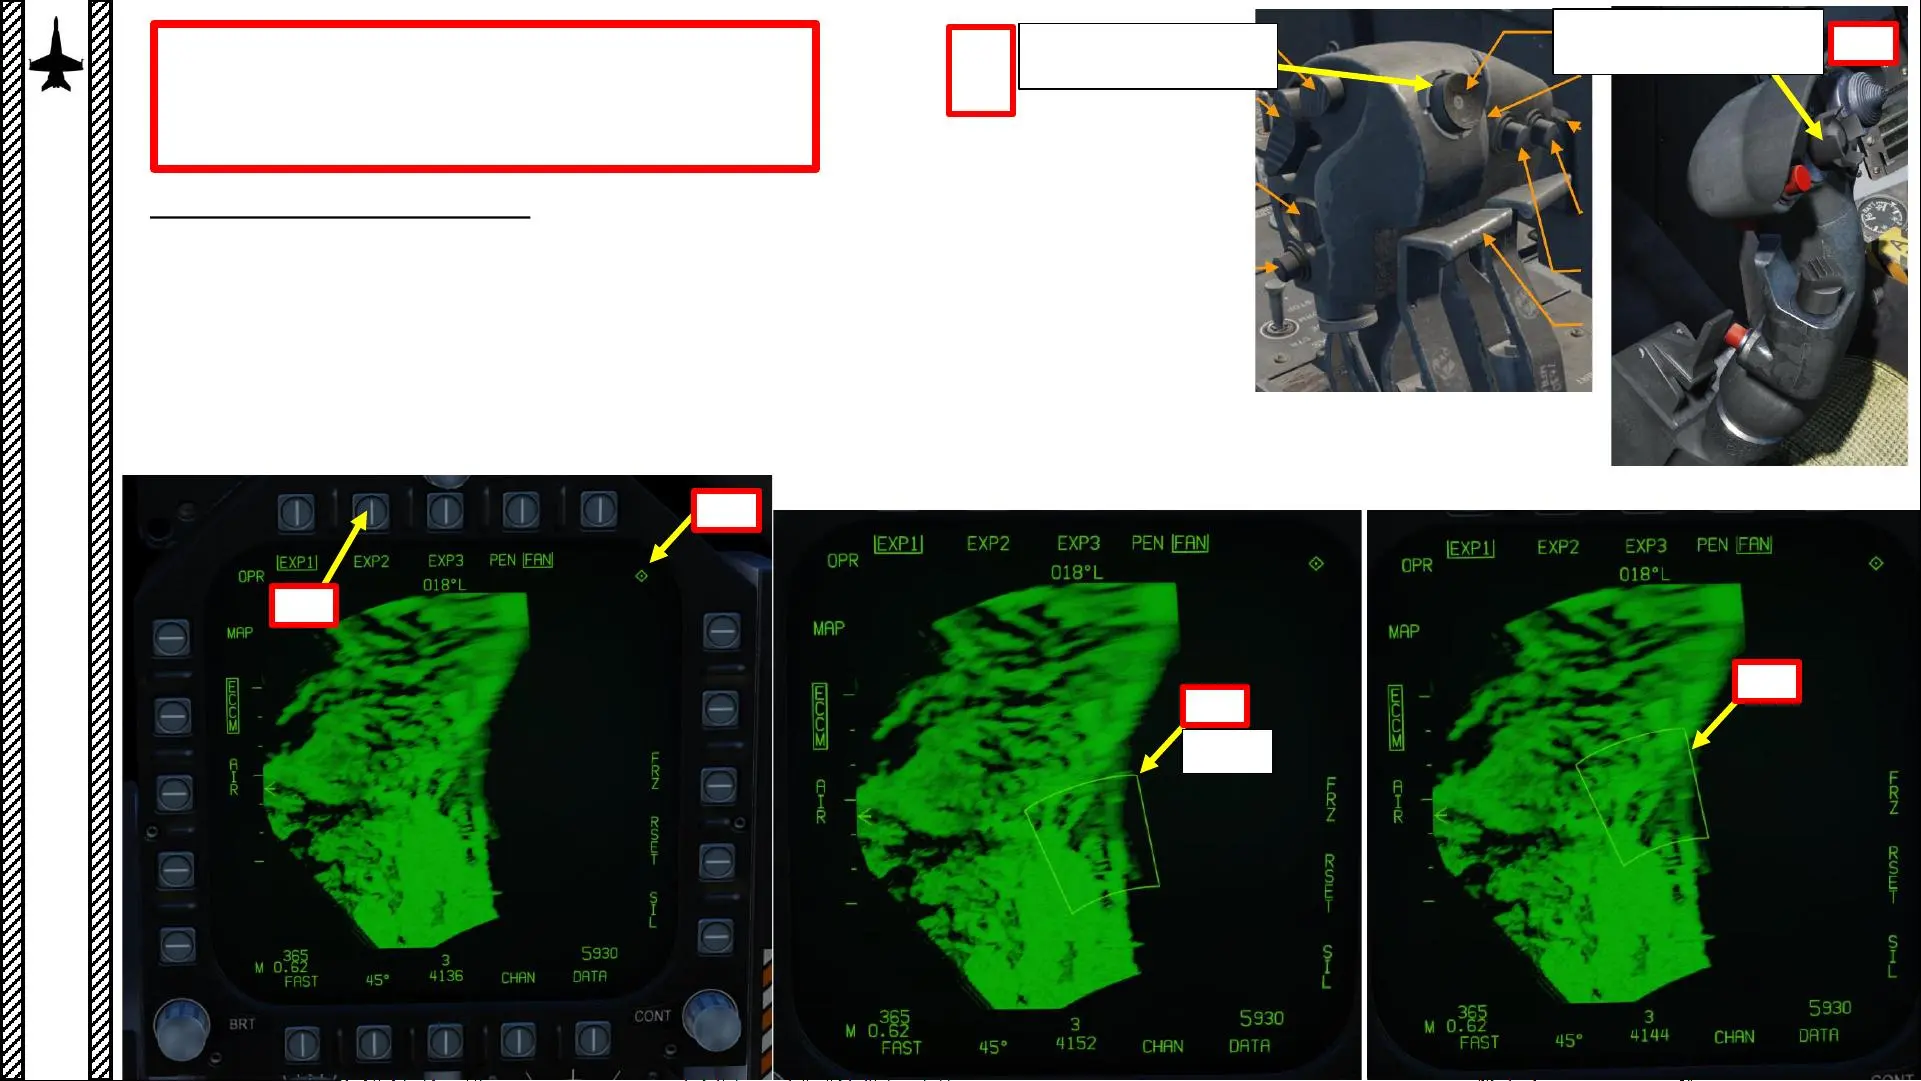 EXP1 EXP2 EXP3 PEN FAN
OPR
018°L
MAP
ECCM
AIR
FRZ
RSET
SIL
365
M 0.62
FAST
45°
3
4136
CHAN
5930
DATA
BRT
CONT
EXP1 EXP2 EXP3 PEN FAN
OPR
018°L
MAP
ECCM
AIR
FRZ
RSET
SIL
365
M 0.62
FAST
45°
3
4152
CHAN
5930
DATA
EXP1 EXP2 EXP3 PEN FAN
OPR
018°L
MAP
ECCM
AIR
FRZ
RSET
SIL
365
M 0.62
FAST
45°
3
4144
CHAN
5930
DATA
CONT